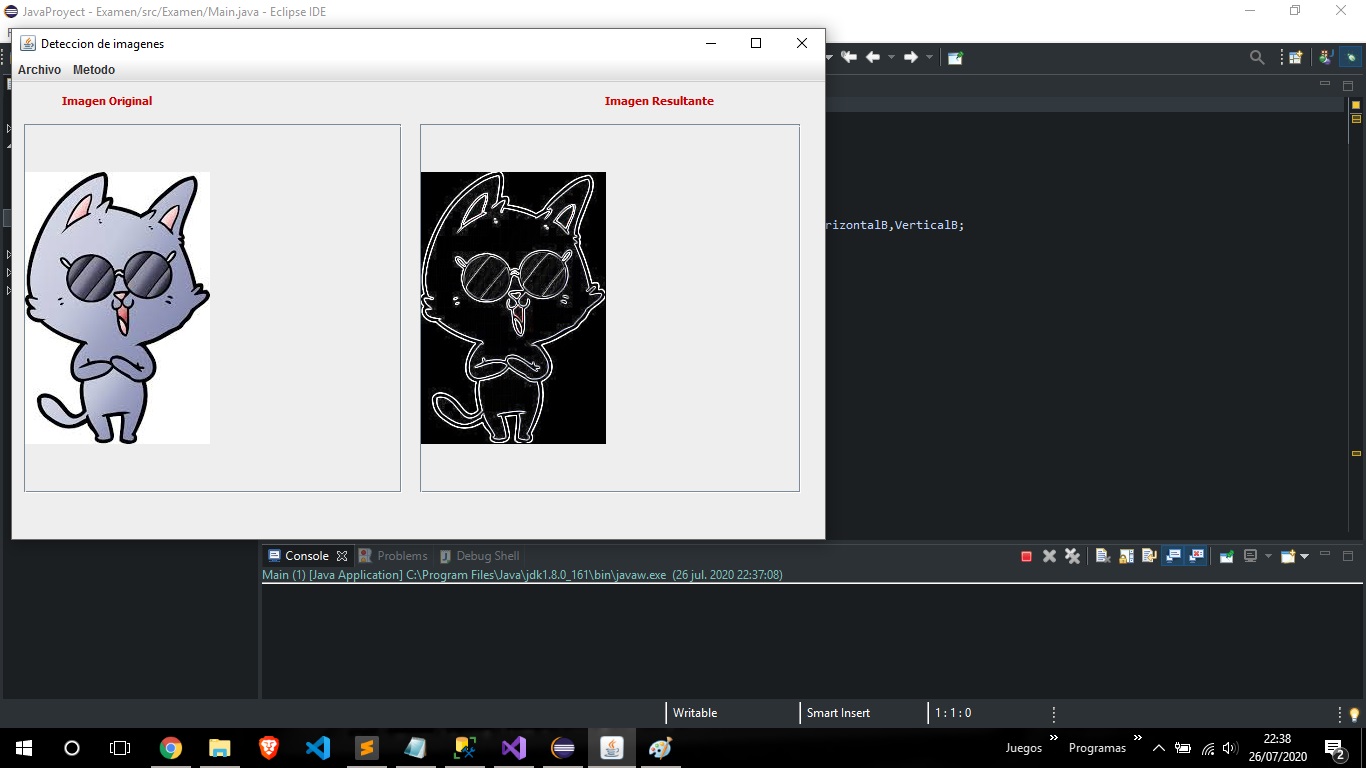 JavaProyect - Examen/src/Examen/Main.java - Eclipse IDE
Deteccion de imagenes
Archivo Metodo
Imagen Original Imagen Resultante
rizontalB,VerticalB;
Console Problems Debug Shell
Main (1) [Java Application] C:\Program Files\Java\jdk1.8.0_161\bin\javaw.exe (26 jul. 2020 22:37:08)
Writable Smart Insert 1 : 1 : 0
Juegos » Programas » 22:38
26/07/2020 2